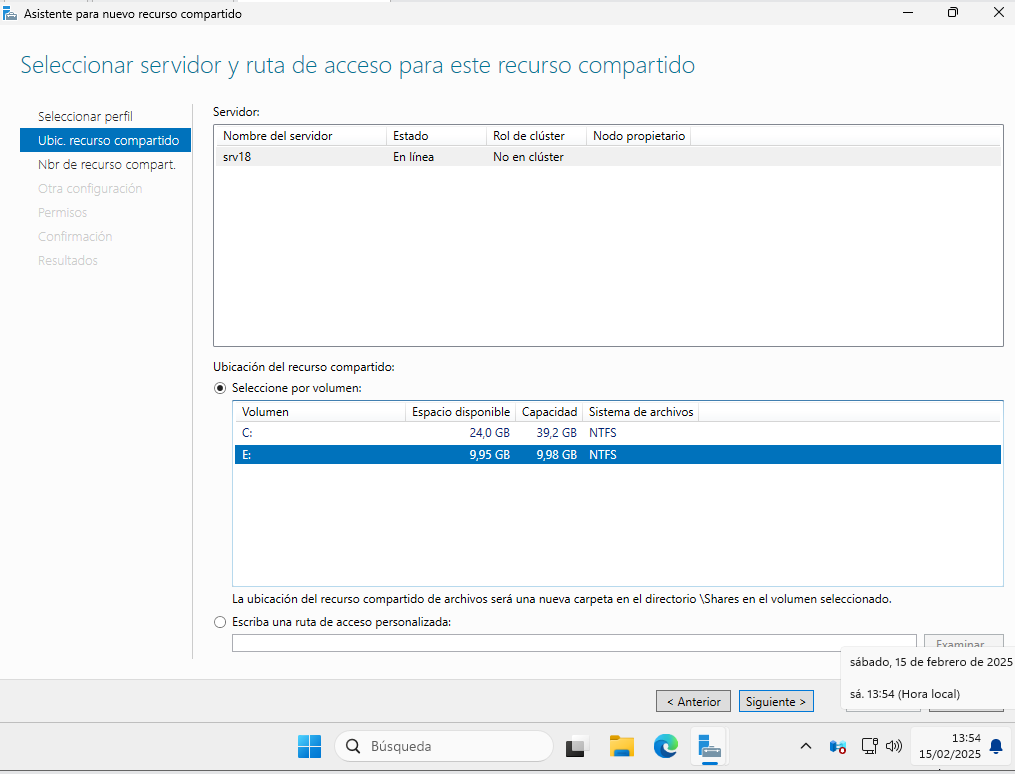 Asistente para nuevo recurso compartido
Seleccionar servidor y ruta de acceso para este recurso compartido
Seleccionar perfil
Ubic. recurso compartido
Nbr de recurso compart.
Otra configuración
Permisos
Confirmación
Resultados
Servidor:
Nombre del servidor Estado Rol de clúster Nodo propietario
srv18 En línea No en clúster
Ubicación del recurso compartido:
Seleccione por volumen:
Volumen Espacio disponible Capacidad Sistema de archivos
C: 24,0 GB 39,2 GB NTFS
E: 9,95 GB 9,98 GB NTFS
La ubicación del recurso compartido de archivos será una nueva carpeta en el directorio \Shares en el volumen seleccionado.
Escriba una ruta de acceso personalizada:
Examinar
sábado, 15 de febrero de 2025
sá. 13:54 (Hora local)
< Anterior Siguiente >
Búsqueda
13:54
15/02/2025